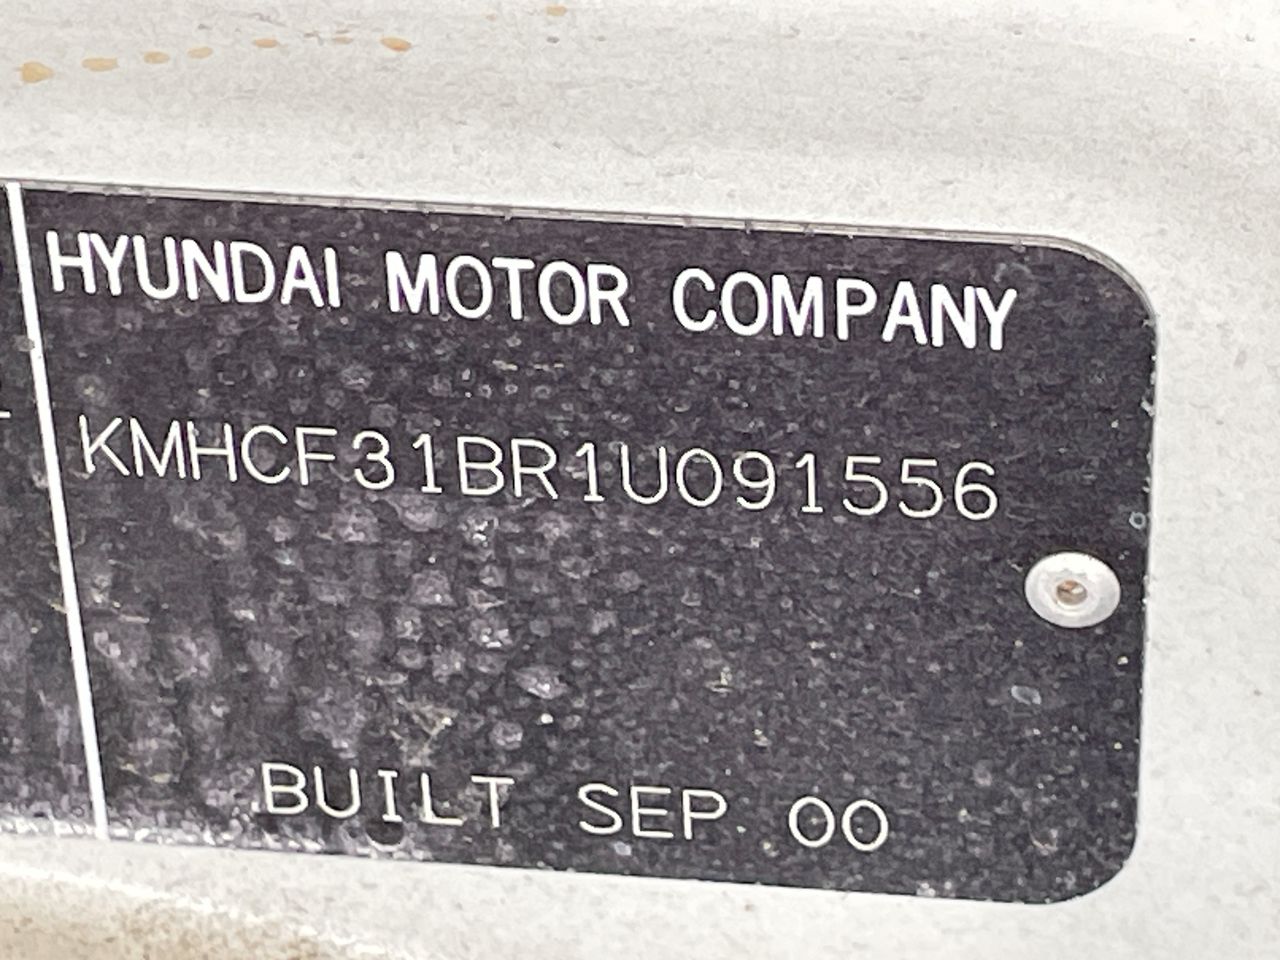 HYUNDAI MOTOR COMPANY
KMHCF31BR1U091556
BUILT SEP 00